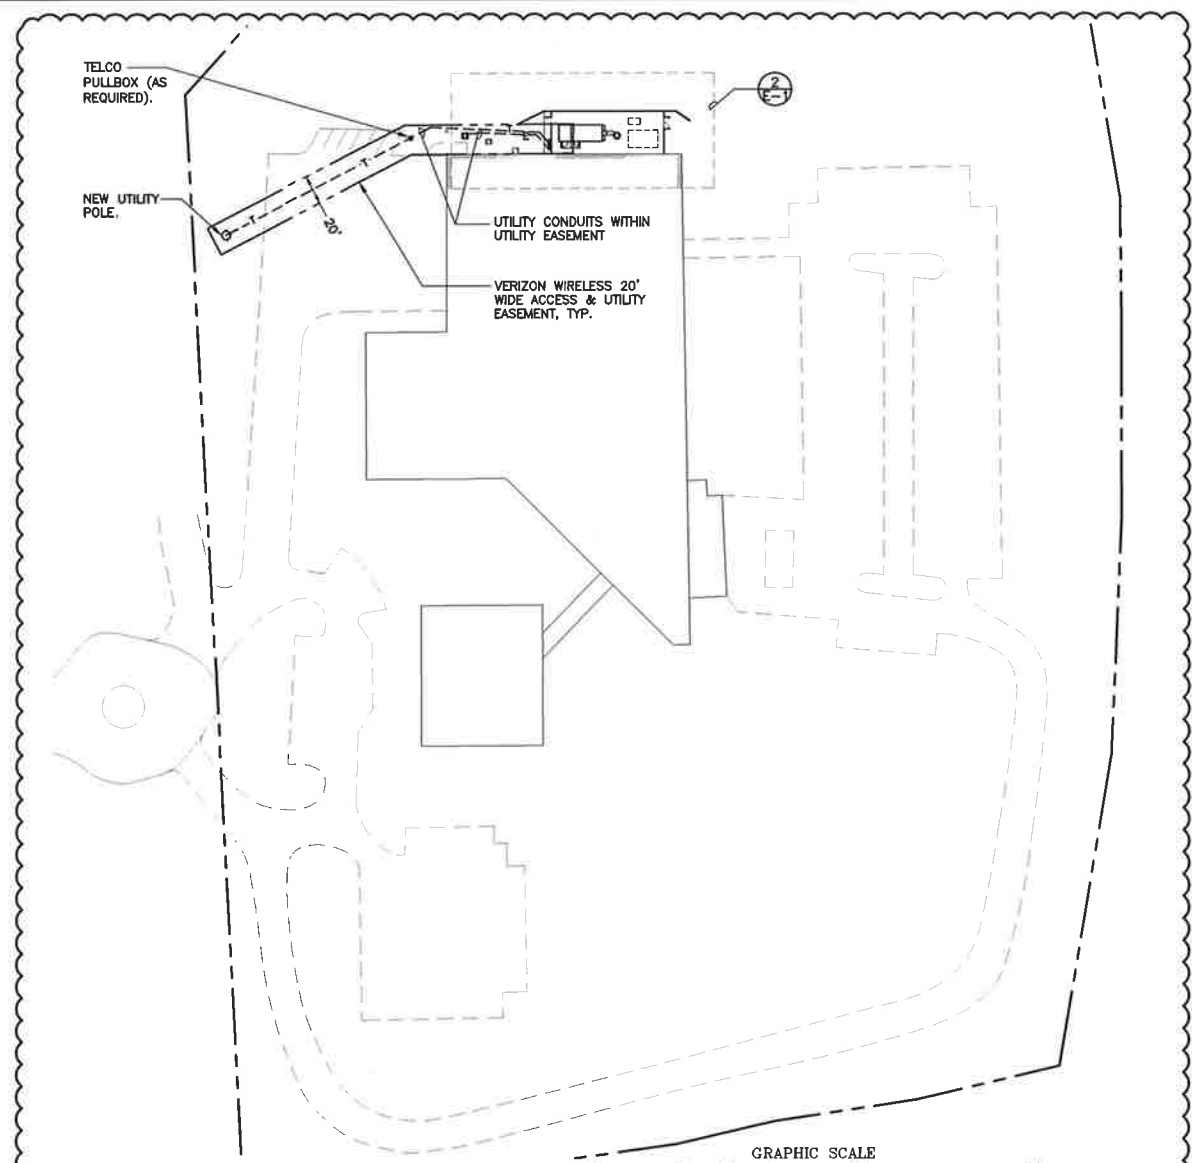 TELCO
PULLBOX (AS
REQUIRED).
2
E-1
NEW UTILITY
POLE.
T
T
T
20'
UTILITY CONDUITS WITHIN
UTILITY EASEMENT
VERIZON WIRELESS 20'
WIDE ACCESS & UTILITY
EASEMENT, TYP.
GRAPHIC SCALE